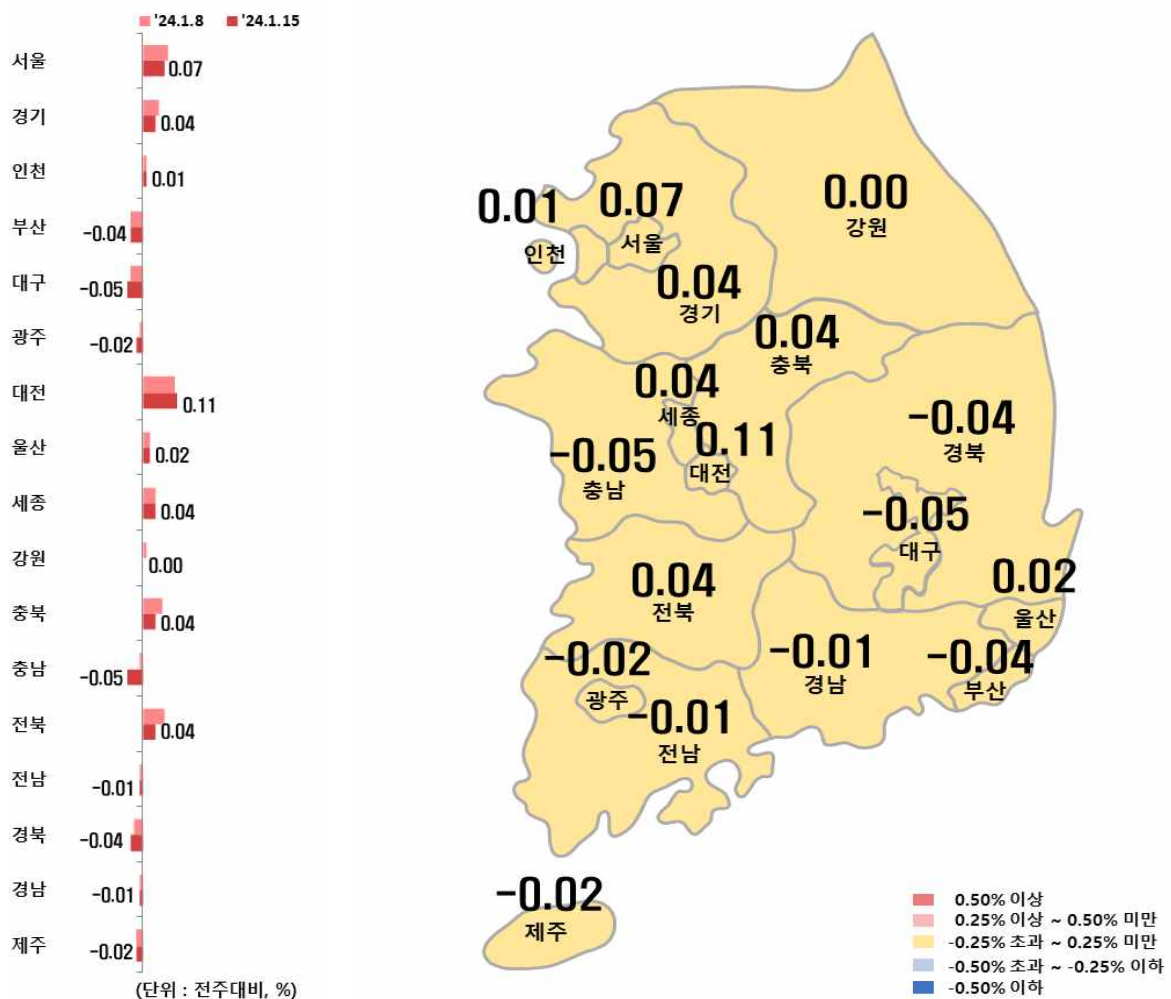 '24.1.8 '24.1.15
서울 0.07
경기 0.04
인천 0.01
부산 -0.04
대구 -0.05
광주 -0.02
대전 0.11
울산 0.02
세종 0.04
강원 0.00
충북 0.04
충남 -0.05
전북 0.04
전남 -0.01
경북 -0.04
경남 -0.01
제주 -0.02
(단위 : 전주대비, %)
0.00
강원
0.01
인천
0.07
서울
0.04
경기
0.04
충북
0.04
세종
-0.04
경북
0.11
대전
-0.05
충남
-0.05
대구
0.04
전북
0.02
울산
-0.02
광주
-0.01
경남
-0.04
부산
-0.01
전남
-0.02
제주
0.50% 이상
0.25% 이상 ~ 0.50% 미만
-0.25% 초과 ~ 0.25% 미만
-0.50% 초과 ~ -0.25% 이하
-0.50% 이하